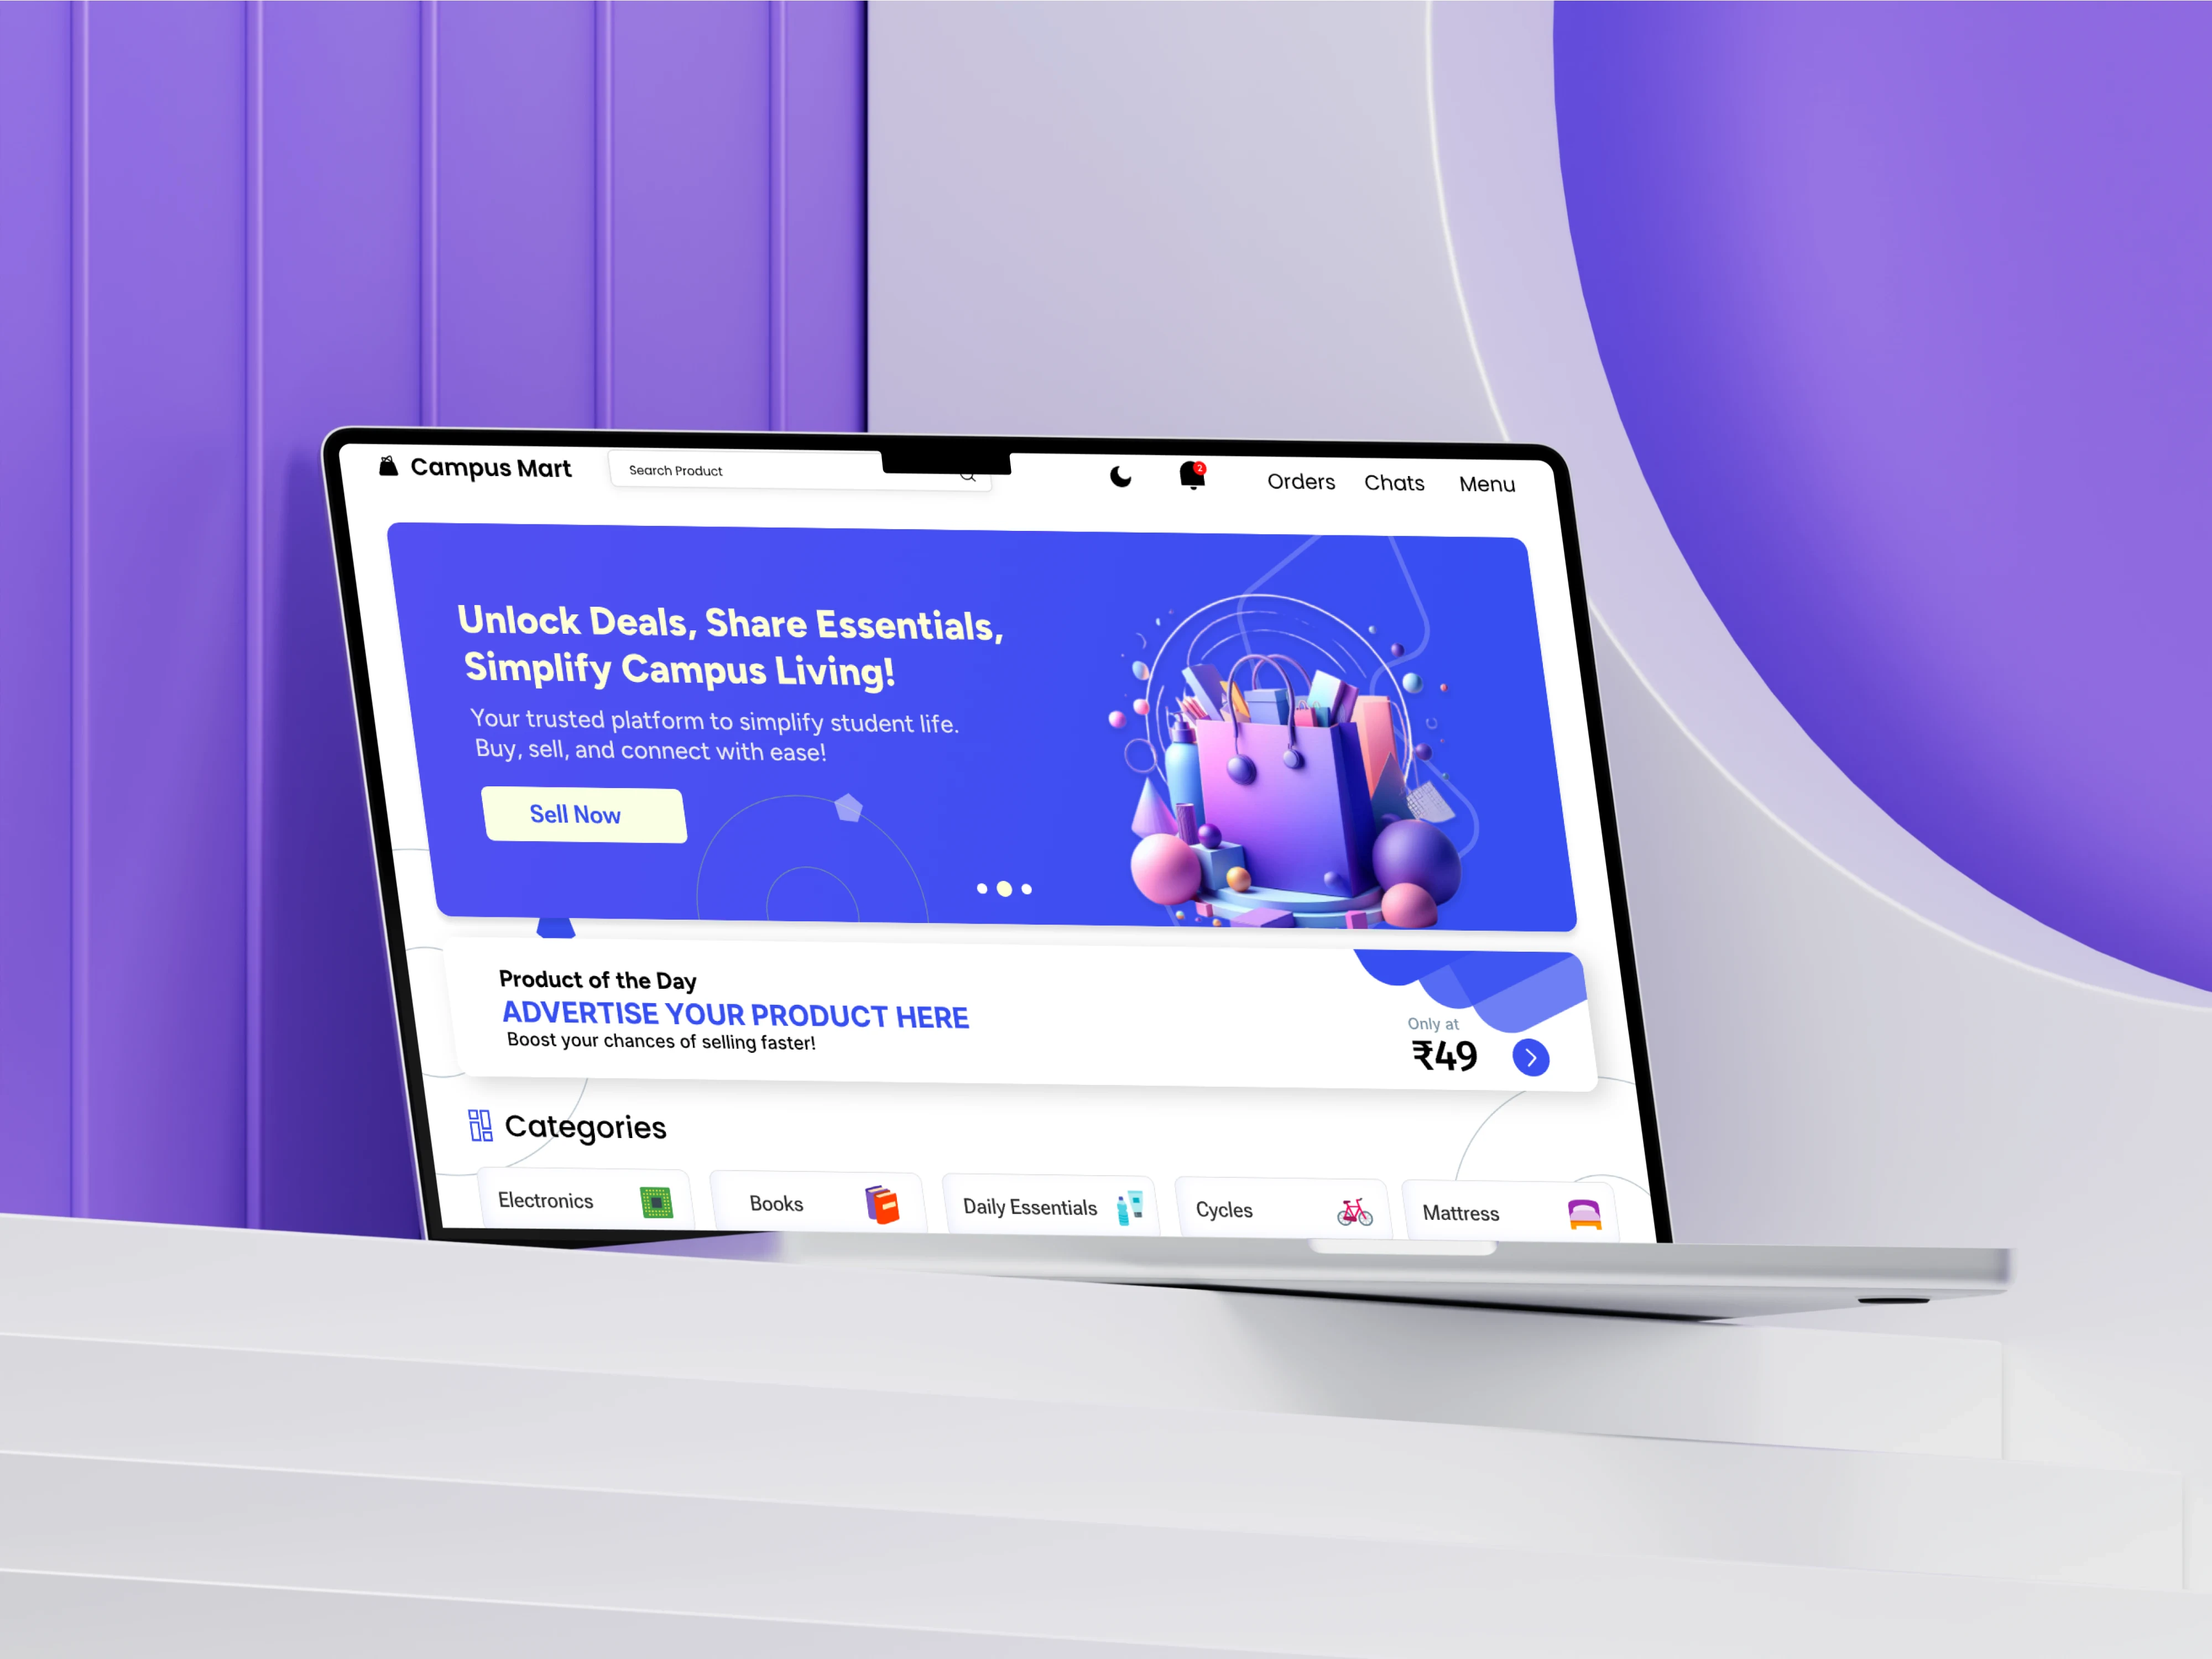 Campus Mart
Search Product
2
Orders
Chats
Menu
Unlock Deals, Share Essentials,
Simplify Campus Living!
Your trusted platform to simplify student life.
Buy, sell, and connect with ease!
Sell Now
Product of the Day
ADVERTISE YOUR PRODUCT HERE
Boost your chances of selling faster!
Only at
₹49
Categories
Electronics
Books
Daily Essentials
Cycles
Mattress